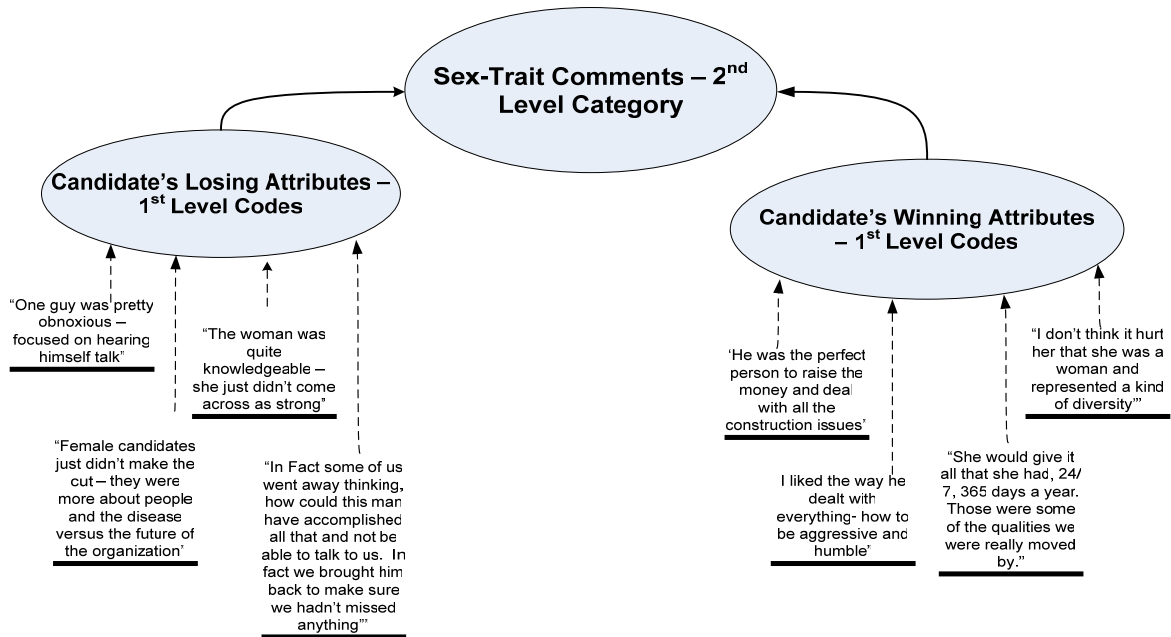 Sex-Trait Comments – 2nd
Level Category
Candidate's Losing Attributes –
1st Level Codes
Candidate's Winning Attributes
– 1st Level Codes
“One guy was pretty
obnoxious –
focused on hearing
himself talk”
“The woman was
quite
knowledgeable –
she just didn't come
across as strong”
“Female candidates
just didn't make the
cut – they were
more about people
and the disease
versus the future of
the organization'
“In Fact some of us
went away thinking,
how could this man
have accomplished
all that and not be
able to talk to us. In
fact we brought him
back to make sure
we hadn't missed
anything”'
'He was the perfect
person to raise the
money and deal
with all the
construction issues'
I liked the way he
dealt with
everything- how to
be aggressive and
humble”
“She would give it
all that she had, 24/
7, 365 days a year.
Those were some
of the qualities we
were really moved
by.”
“I don't think it hurt
her that she was a
woman and
represented a kind
of diversity”'